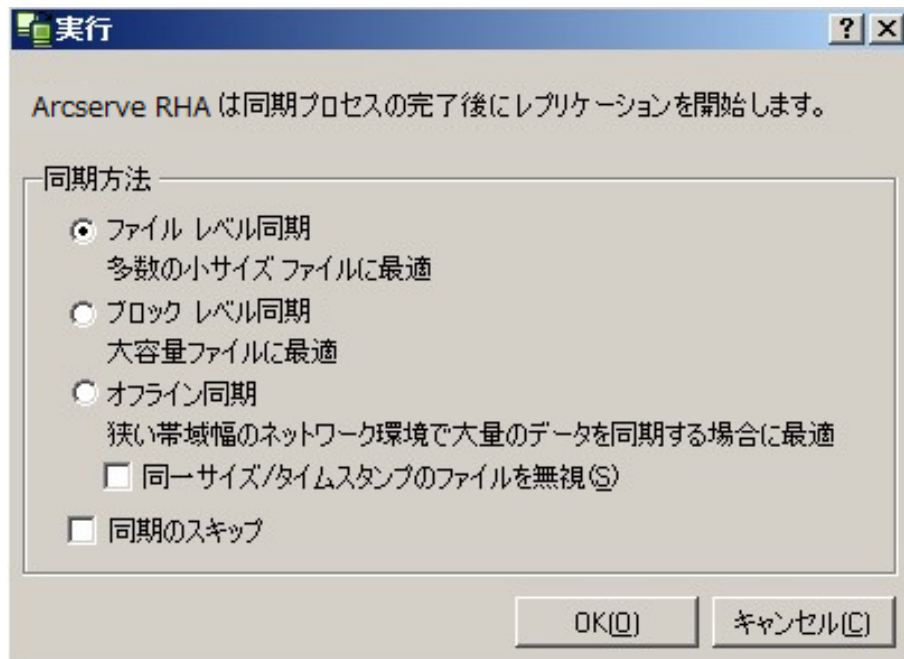 実行
Arcserve RHA は同期プロセスの完了後にレプリケーションを開始します。
同期方法
ファイル レベル同期
多数の小サイズ ファイルに最適
ブロック レベル同期
大容量ファイルに最適
オフライン同期
狭い帯域幅のネットワーク環境で大量のデータを同期する場合に最適
同一サイズ/タイムスタンプのファイルを無視(S)
同期のスキップ
OK(O) キャンセル(C)